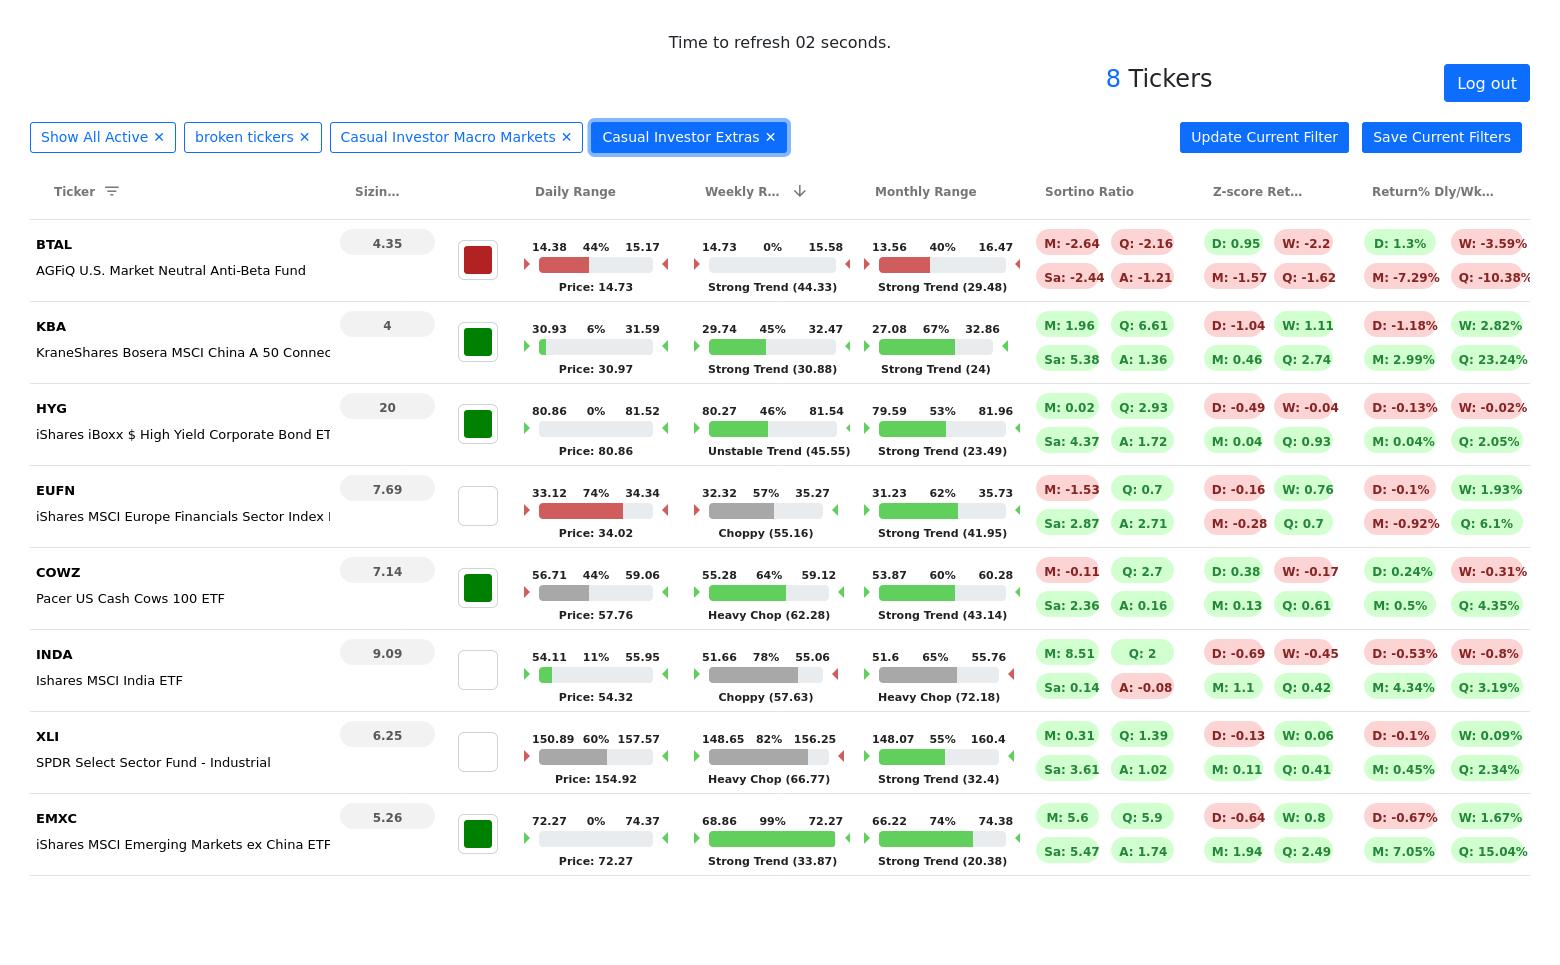 Time to refresh 02 seconds.
8 Tickers
Log out
Show All Active ✕ broken tickers ✕ Casual Investor Macro Markets ✕ Casual Investor Extras ✕ Update Current Filter Save Current Filters
Ticker Sizin... Daily Range Weekly R... Monthly Range Sortino Ratio Z-score Ret... Return% Dly/Wk...
BTAL 4.35 14.38 44% 15.17 14.73 0% 15.58 13.56 40% 16.47 M: -2.64 Q: -2.16 D: 0.95 W: -2.2 D: 1.3% W: -3.59%
AGFiQ U.S. Market Neutral Anti-Beta Fund Sa: -2.44 A: -1.21 M: -1.57 Q: -1.62 M: -7.29% Q: -10.38%
Price: 14.73 Strong Trend (44.33) Strong Trend (29.48)
KBA 4 30.93 6% 31.59 29.74 45% 32.47 27.08 67% 32.86 M: 1.96 Q: 6.61 D: -1.04 W: 1.11 D: -1.18% W: 2.82%
KraneShares Bosera MSCI China A 50 Connec Sa: 5.38 A: 1.36 M: 0.46 Q: 2.74 M: 2.99% Q: 23.24%
Price: 30.97 Strong Trend (30.88) Strong Trend (24)
HYG 20 80.86 0% 81.52 80.27 46% 81.54 79.59 53% 81.96 M: 0.02 Q: 2.93 D: -0.49 W: -0.04 D: -0.13% W: -0.02%
iShares iBoxx $ High Yield Corporate Bond ET Sa: 4.37 A: 1.72 M: 0.04 Q: 0.93 M: 0.04% Q: 2.05%
Price: 80.86 Unstable Trend (45.55) Strong Trend (23.49)
EUFN 7.69 33.12 74% 34.34 32.32 57% 35.27 31.23 62% 35.73 M: -1.53 Q: 0.7 D: -0.16 W: 0.76 D: -0.1% W: 1.93%
iShares MSCI Europe Financials Sector Index Sa: 2.87 A: 2.71 M: -0.28 Q: 0.7 M: -0.92% Q: 6.1%
Price: 34.02 Choppy (55.16) Strong Trend (41.95)
COWZ 7.14 56.71 44% 59.06 55.28 64% 59.12 53.87 60% 60.28 M: -0.11 Q: 2.7 D: 0.38 W: -0.17 D: 0.24% W: -0.31%
Pacer US Cash Cows 100 ETF Sa: 2.36 A: 0.16 M: 0.13 Q: 0.61 M: 0.5% Q: 4.35%
Price: 57.76 Heavy Chop (62.28) Strong Trend (43.14)
INDA 9.09 54.11 11% 55.95 51.66 78% 55.06 51.6 65% 55.76 M: 8.51 Q: 2 D: -0.69 W: -0.45 D: -0.53% W: -0.8%
Ishares MSCI India ETF Sa: 0.14 A: -0.08 M: 1.1 Q: 0.42 M: 4.34% Q: 3.19%
Price: 54.32 Choppy (57.63) Heavy Chop (72.18)
XLI 6.25 150.89 60% 157.57 148.65 82% 156.25 148.07 55% 160.4 M: 0.31 Q: 1.39 D: -0.13 W: 0.06 D: -0.1% W: 0.09%
SPDR Select Sector Fund - Industrial Sa: 3.61 A: 1.02 M: 0.11 Q: 0.41 M: 0.45% Q: 2.34%
Price: 154.92 Heavy Chop (66.77) Strong Trend (32.4)
EMXC 5.26 72.27 0% 74.37 68.86 99% 72.27 66.22 74% 74.38 M: 5.6 Q: 5.9 D: -0.64 W: 0.8 D: -0.67% W: 1.67%
iShares MSCI Emerging Markets ex China ETF Sa: 5.47 A: 1.74 M: 1.94 Q: 2.49 M: 7.05% Q: 15.04%
Price: 72.27 Strong Trend (33.87) Strong Trend (20.38)